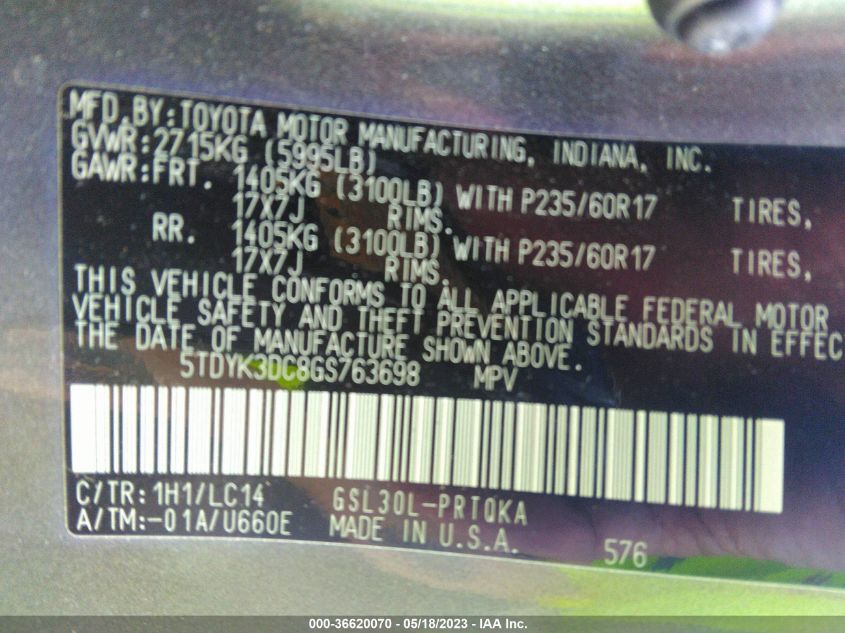 MFD.BY:TOYOTA MOTOR MANUFACTURING, INDIANA, INC.
GVWR:2715KG (5995LB)
GAWR:FRT. 1405KG (3100LB) WITH P235/60R17 TIRES,
17X7J RIMS.
RR. 1405KG (3100LB) WITH P235/60R17 TIRES,
17X7J RIMS.
THIS VEHICLE CONFORMS TO ALL APPLICABLE FEDERAL MOTOR
VEHICLE SAFETY AND THEFT PREVENTION STANDARDS IN EFFEC
THE DATE OF MANUFACTURE SHOWN ABOVE.
5TDYK3DC8GS763698 MPV
C/TR:1H1/LC14 GSL30L-PRTQKA
A/TM:-01A/U660E MADE IN U.S.A. 576
000-36620070 - 05/18/2023 - IAA Inc.